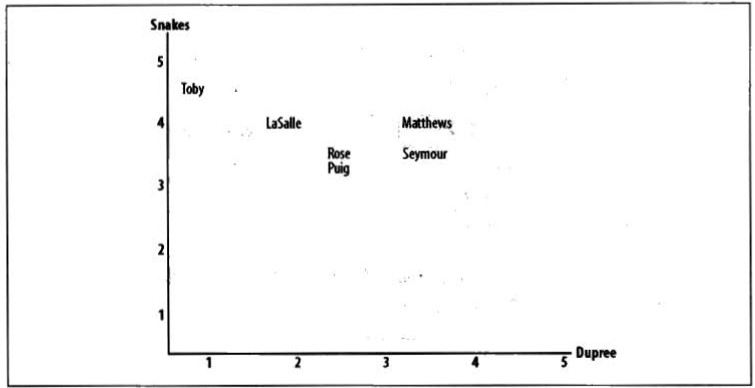 Snakes
5
Toby
4
LaSalle
Matthews
Rose
Seymour
Puig
3
2
1
Dupree
1 2 3 4 5